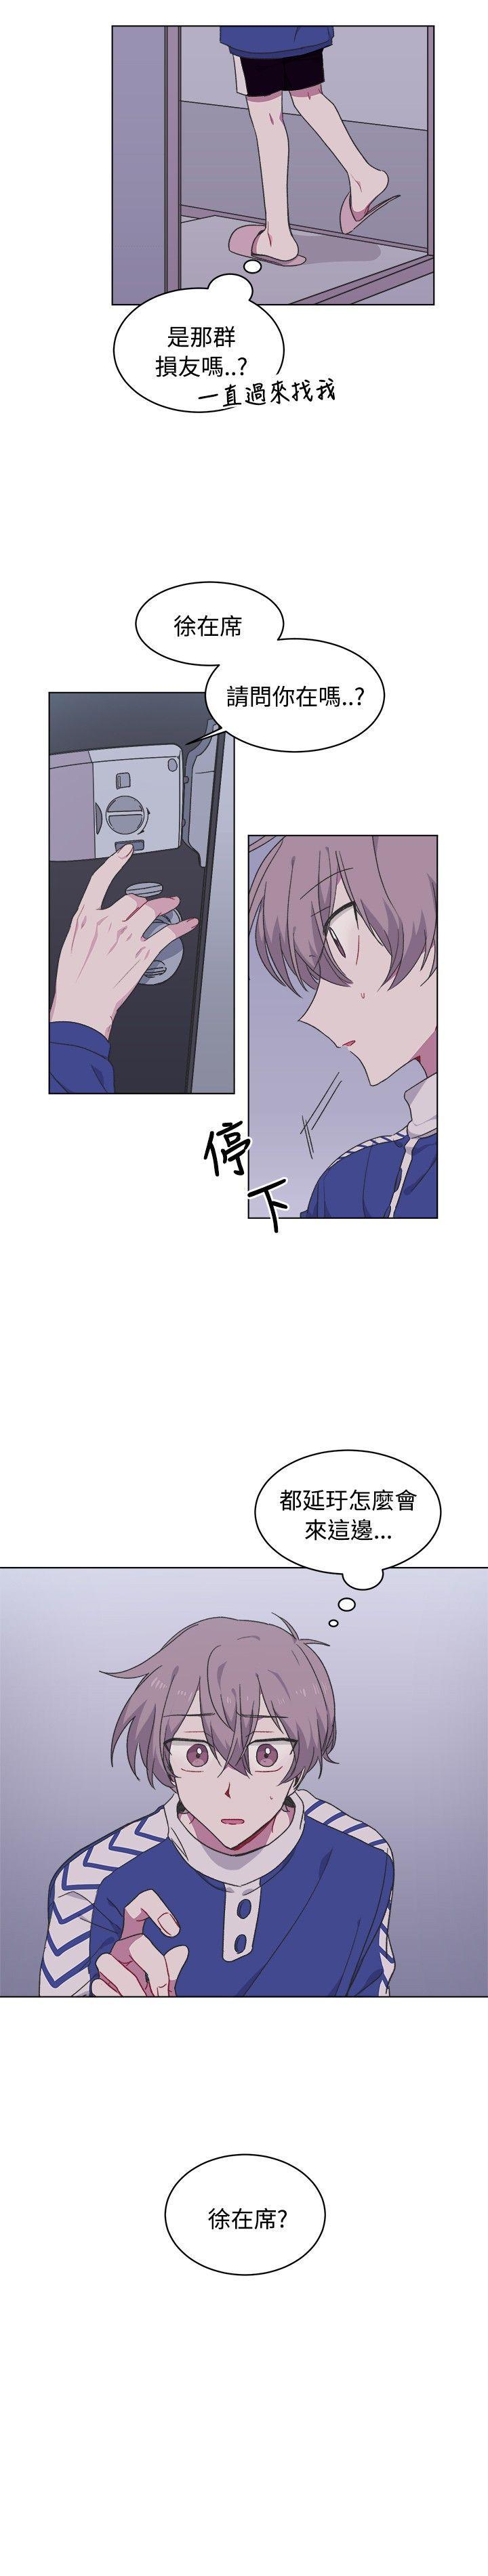 是那群
損友嗎..?
一直過來找我
徐在席
請問你在嗎..?
停
下
都延玗怎麼會
來這邊...
徐在席?